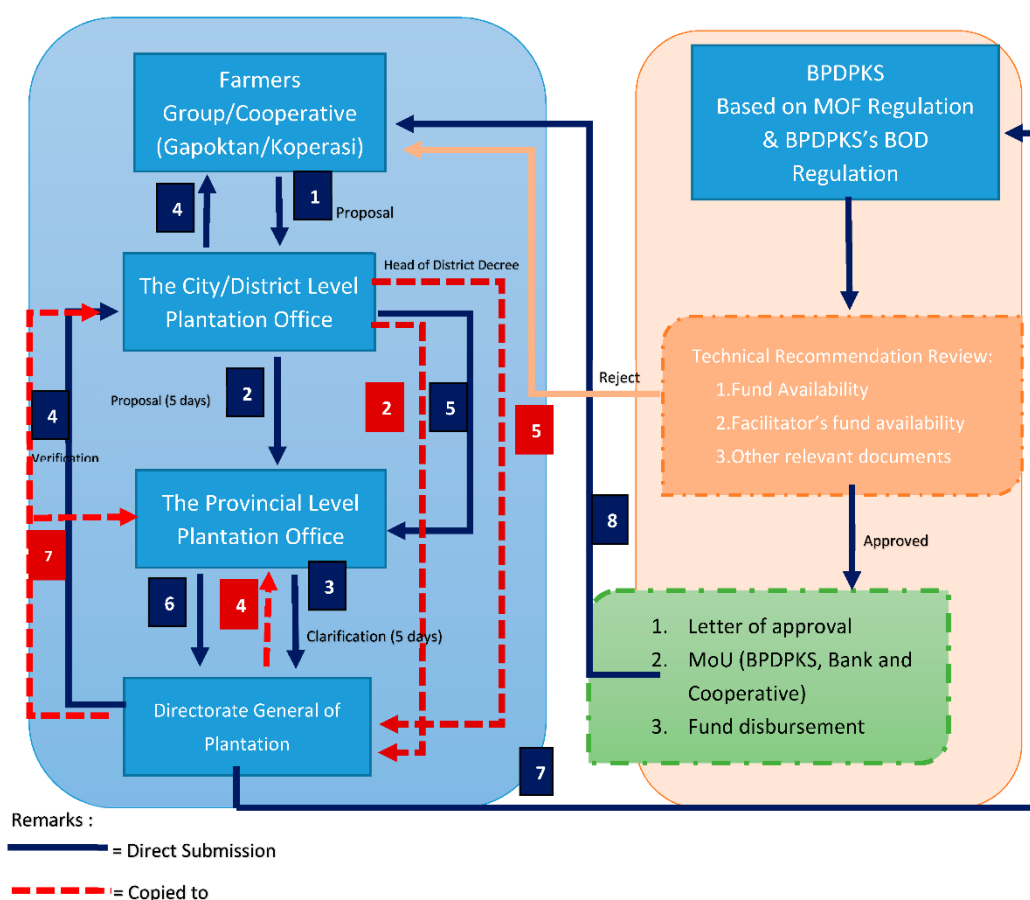 Farmers
Group/Cooperative
(Gapoktan/Koperasi)
BPDPKS
Based on MOF Regulation
& BPDPKS's BOD
Regulation
4
1
Proposal
Head of District Decree
The City/District Level
Plantation Office
Technical Recommendation Review:
1.Fund Availability
2.Facilitator's fund availability
3.Other relevant documents
Reject
Proposal (5 days)
2
2
5
5
4
Verification
The Provincial Level
Plantation Office
8
Approved
7
6
4
3
Clarification (5 days)
1. Letter of approval
2. MoU (BPDPKS, Bank and
Cooperative)
3. Fund disbursement
Directorate General of
Plantation
7
Remarks :
= Direct Submission
= Copied to